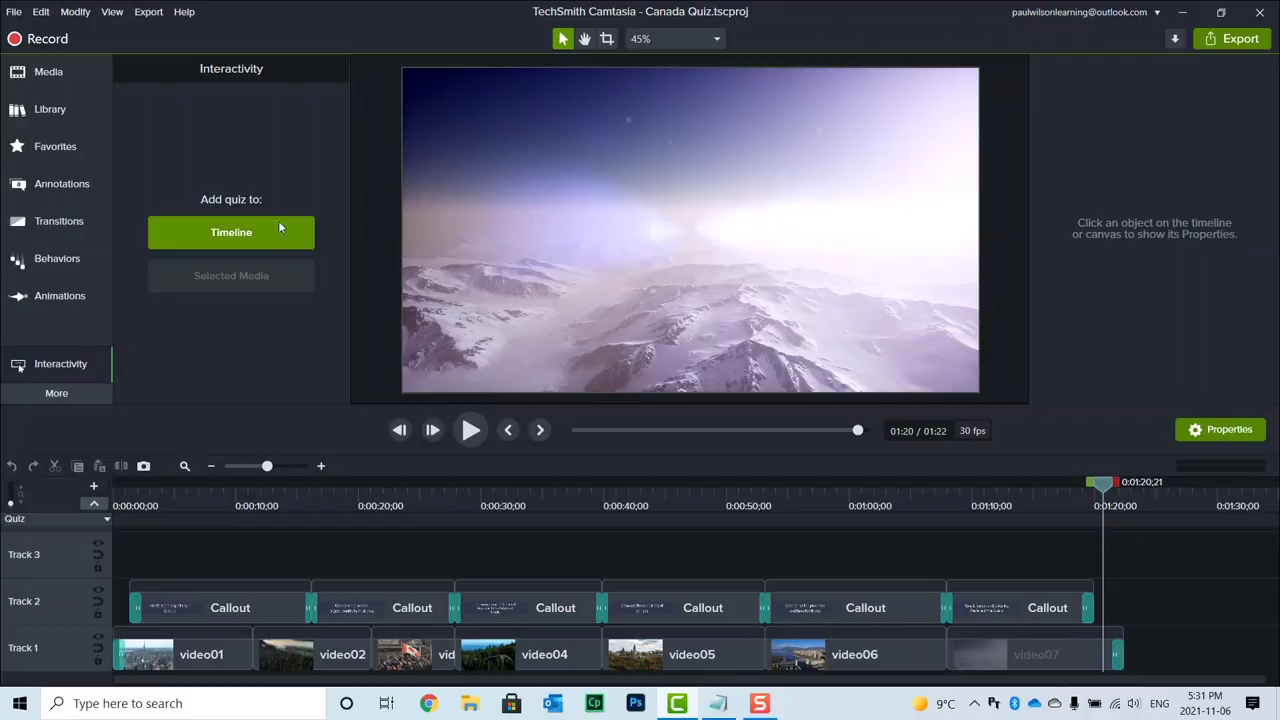 File Edit Modify View Export Help
TechSmith Camtasia - Canada Quiz.tscproj
paulwilsonlearning@outlook.com
Record
45%
Export
Media
Library
Favorites
Annotations
Transitions
Behaviors
Animations
Interactivity
More
Interactivity
Add quiz to:
Timeline
Selected Media
Click an object on the timeline
or canvas to show its Properties.
01:20 / 01:22 30 fps
Properties
0:01:20;21
0:00:00;00 0:00:10;00 0:00:20;00 0:00:30;00 0:00:40;00 0:00:50;00 0:01:00;00 0:01:10;00 0:01:20;00 0:01:30;00
Quiz
Track 3
Track 2
Callout Callout Callout Callout Callout Callout
Track 1
video01 video02 vid video04 video05 video06 video07
Type here to search
Cp
Ps
9°C
ENG
5:31 PM
2021-11-06